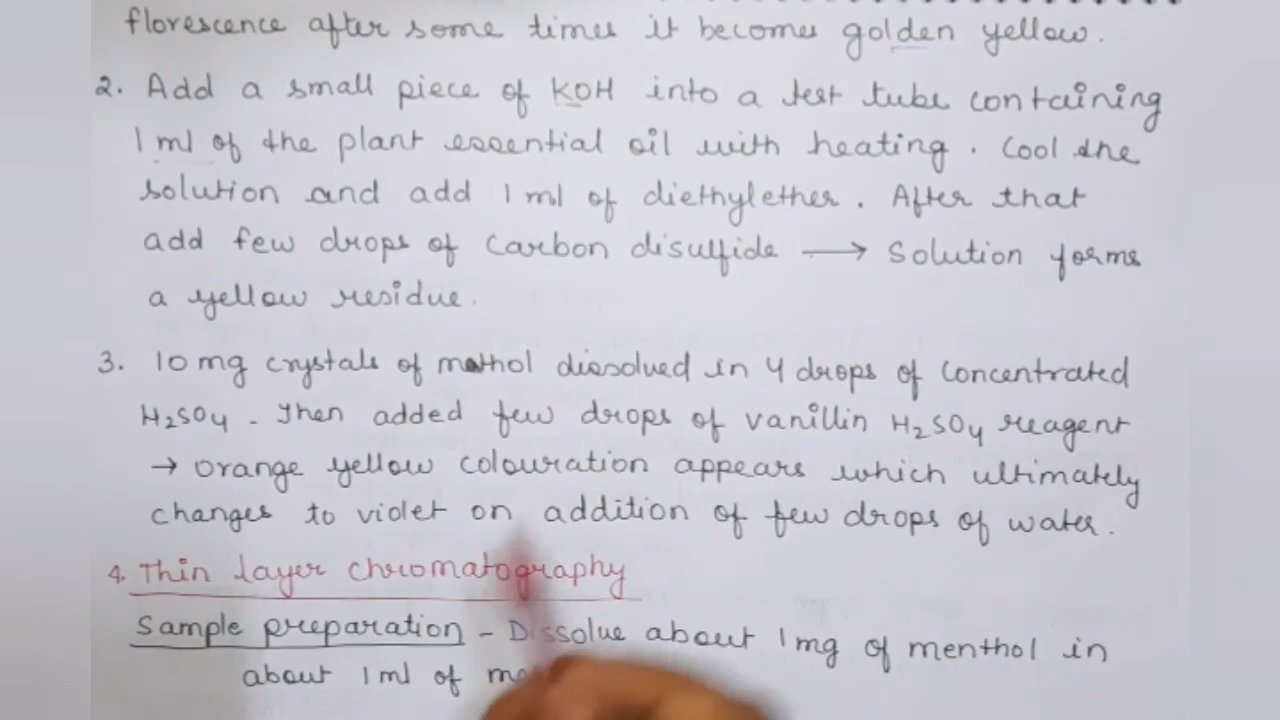 florescence after some times it becomes golden yellow.
2. Add a small piece of KOH into a test tube containing
1 ml of the plant essential oil with heating. Cool the
solution and add 1 ml of diethylether. After that
add few drops of carbon disulfide → Solution forms
a yellow residue.
3. 10 mg crystals of mathol dissolved in 4 drops of concentrated
H₂SO₄. Then added few drops of vanillin H₂SO₄ reagent
→ orange yellow colouration appears which ultimately
changes to violet on addition of few drops of water.
4. Thin layer chromatography
Sample preparation - Dissolve about 1mg of menthol in
about 1 ml of